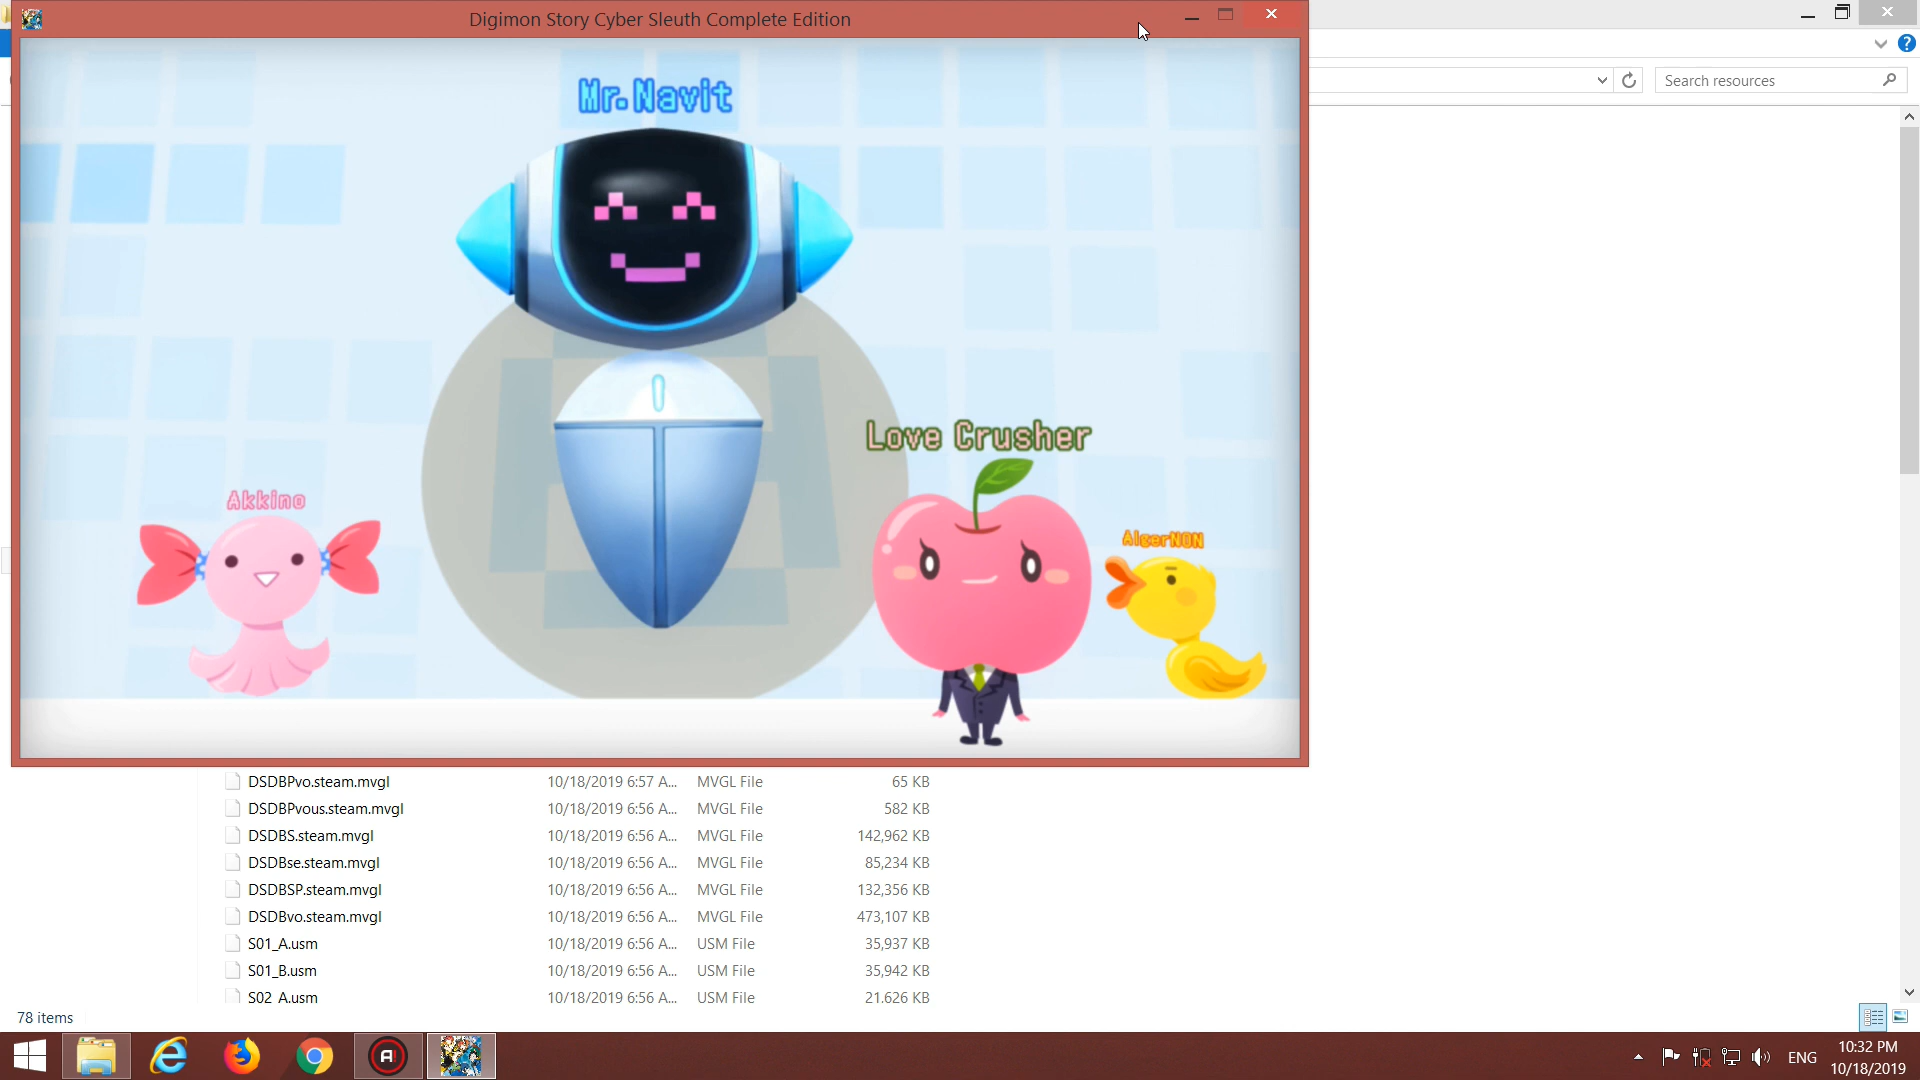 Digimon Story Cyber Sleuth Complete Edition
Search resources
Mr.Navit
Love Crusher
Akkino
AlgerNON
DSDBPvo.steam.mvgl 10/18/2019 6:57 A... MVGL File 65 KB
DSDBPvous.steam.mvgl 10/18/2019 6:56 A... MVGL File 582 KB
DSDBS.steam.mvgl 10/18/2019 6:56 A... MVGL File 142,962 KB
DSDBse.steam.mvgl 10/18/2019 6:56 A... MVGL File 85,234 KB
DSDBSP.steam.mvgl 10/18/2019 6:56 A... MVGL File 132,356 KB
DSDBvo.steam.mvgl 10/18/2019 6:56 A... MVGL File 473,107 KB
S01_A.usm 10/18/2019 6:56 A... USM File 35,937 KB
S01_B.usm 10/18/2019 6:56 A... USM File 35,942 KB
S02_A.usm 10/18/2019 6:56 A... USM File 21,626 KB
78 items
ENG
10:32 PM
10/18/2019